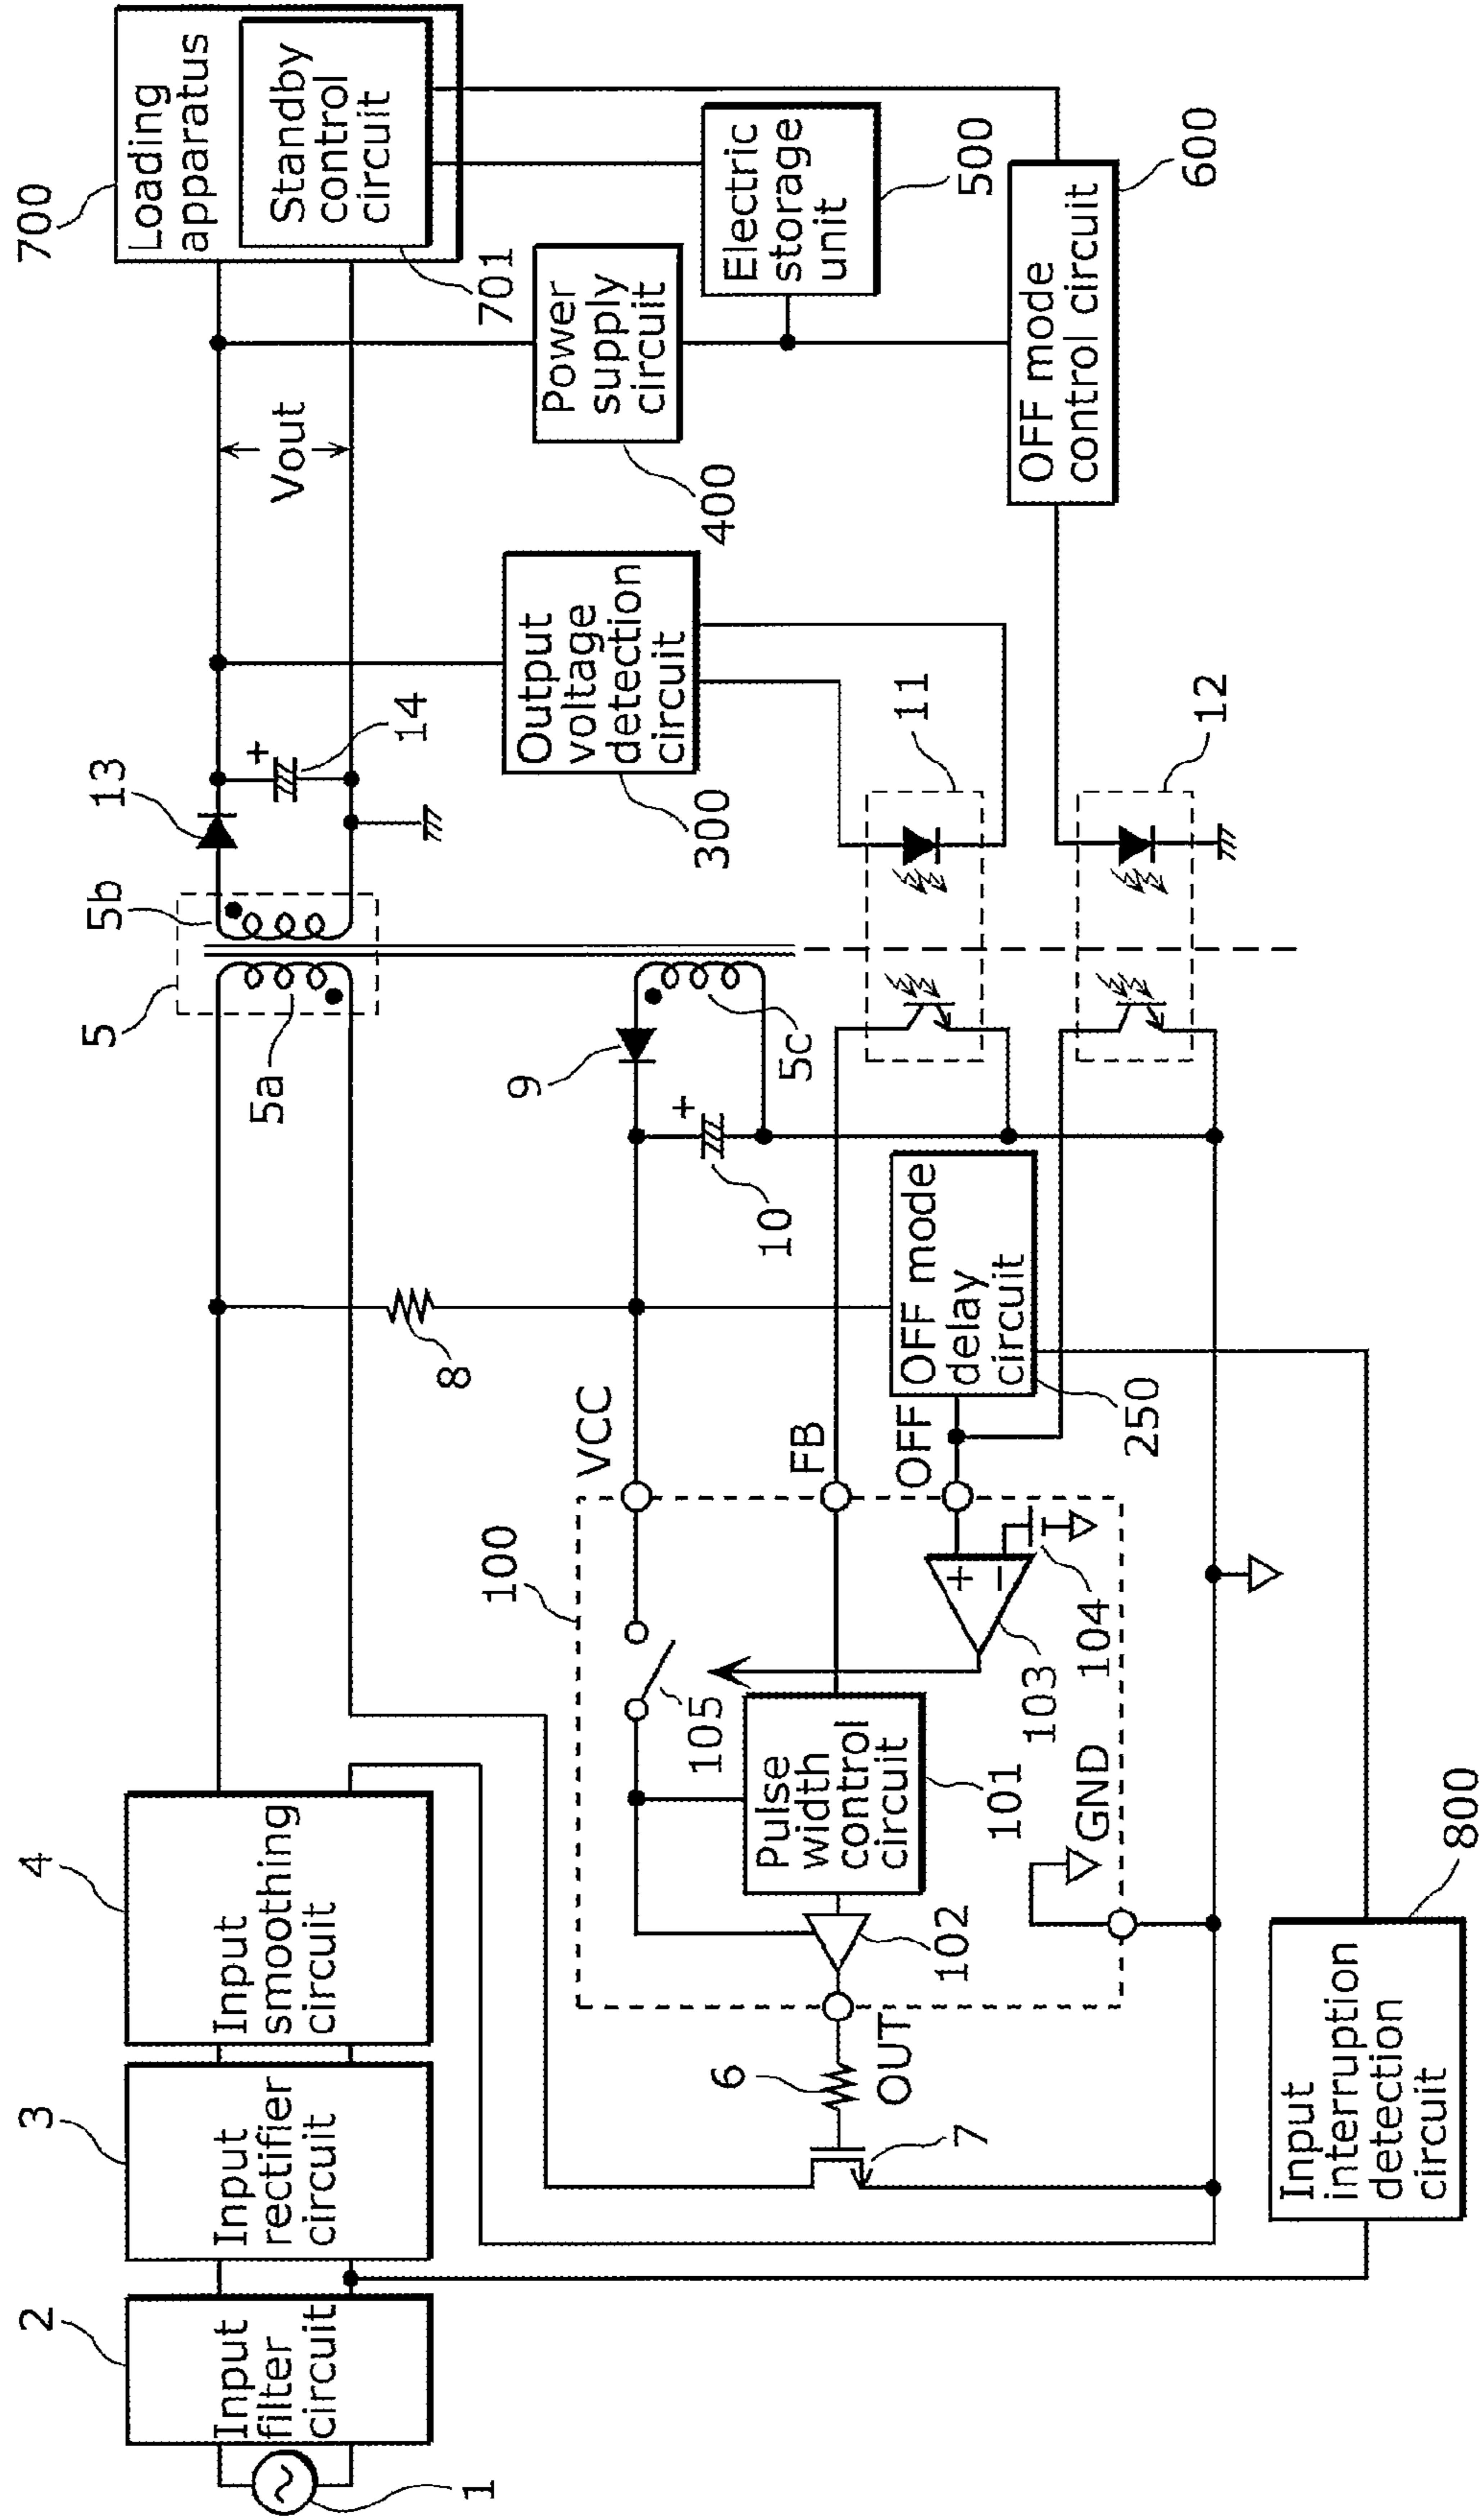 1
2
Input
filter
circuit
3
Input
rectifier
circuit
4
Input
smoothing
circuit
5
5a
5b
13
+
14
Vout
700
Loading
apparatus
Standby
control
circuit
701
8
9
5c
+
10
Output
voltage
detection
circuit
300
Power
supply
circuit
400
Electric
storage
unit
500
OFF mode
control circuit
600
11
12
100
VCC
FB
OFF
OFF mode
delay
circuit
250
105
Pulse
width
control
circuit
101
102
+
−
103
104
GND
OUT
6
7
Input
interruption
detection
circuit
800